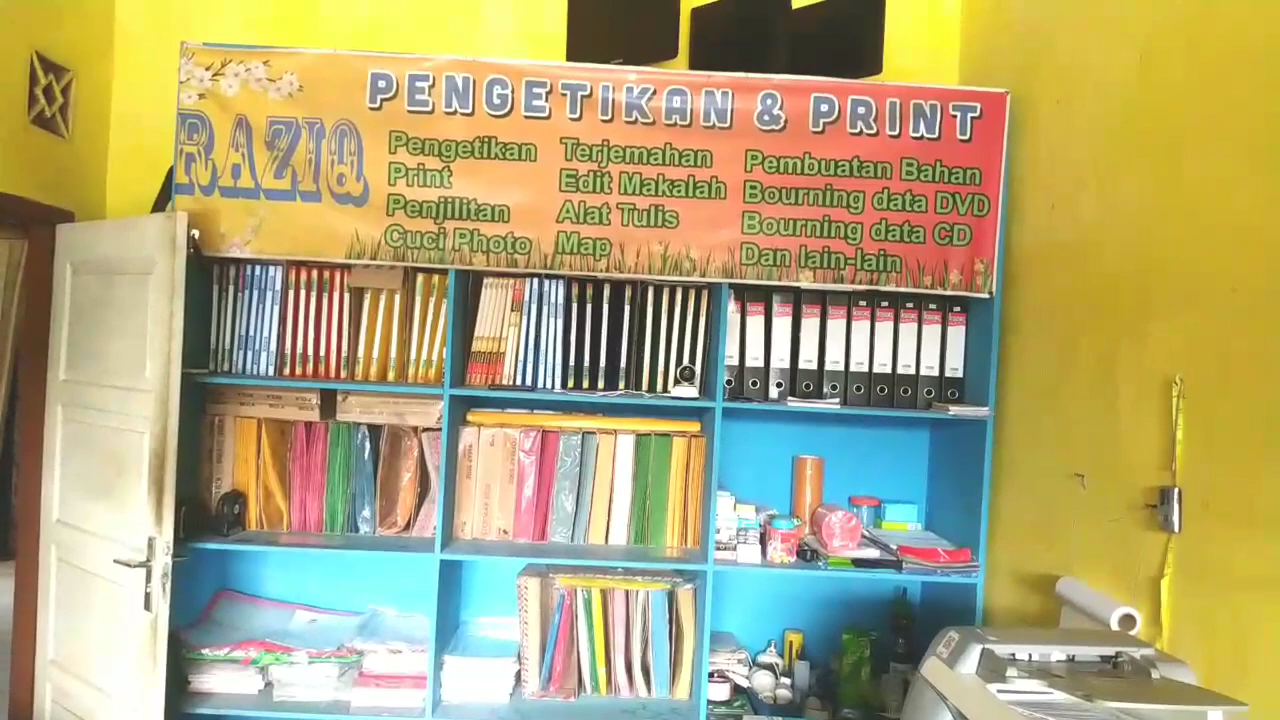 PENGETIKAN & PRINT
RAZIQ
Pengetikan
Print
Penjilitan
Cuci Photo
Terjemahan
Edit Makalah
Alat Tulis
Map
Pembuatan Bahan
Bourning data DVD
Bourning data CD
Dan lain-lain